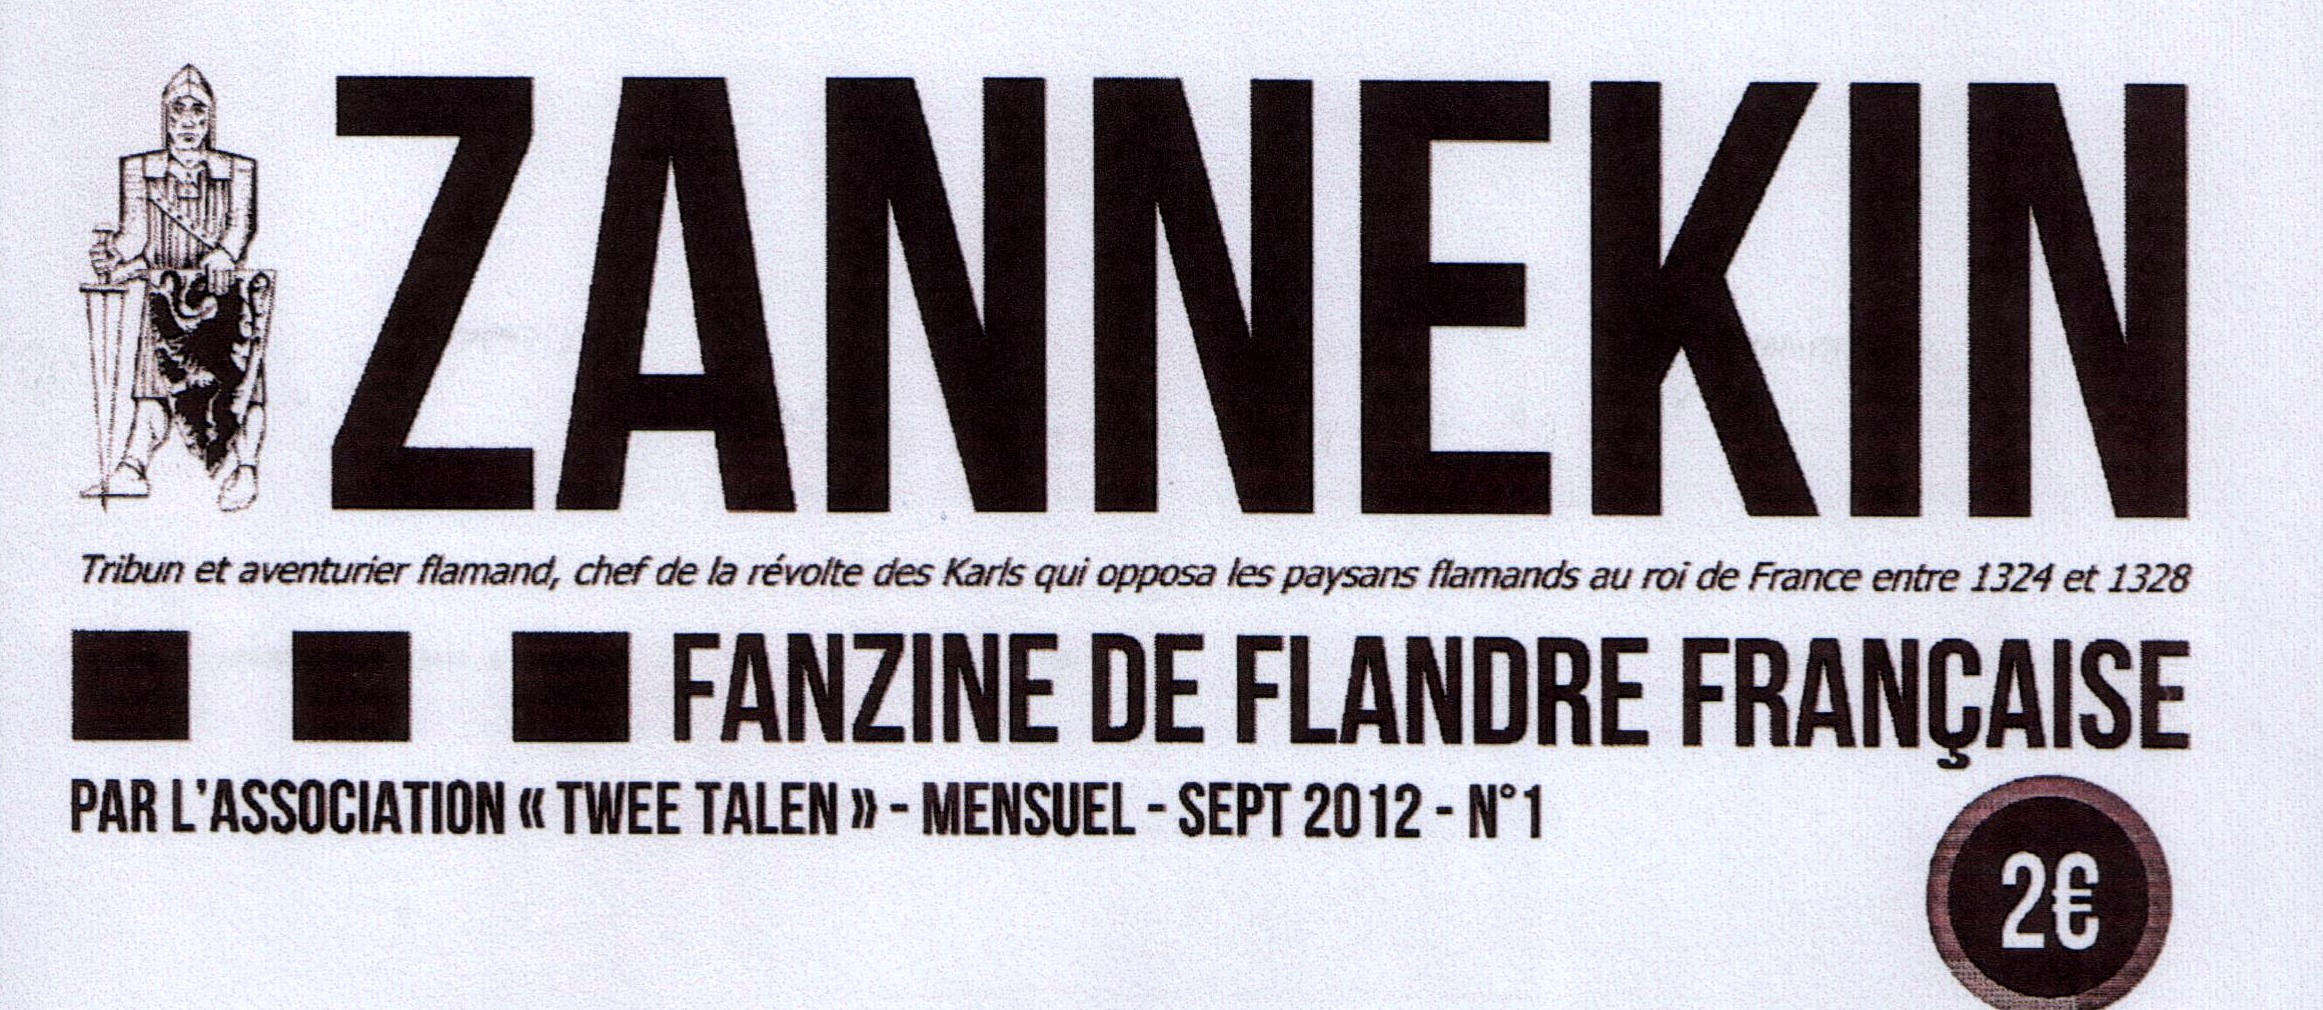 ZANNEKIN
Tribun et aventurier flamand, chef de la révolte des Karls qui opposa les paysans flamands au roi de France entre 1324 et 1328
FANZINE DE FLANDRE FRANÇAISE
PAR L'ASSOCIATION « TWEE TALEN » - MENSUEL - SEPT 2012 - N°1
2€